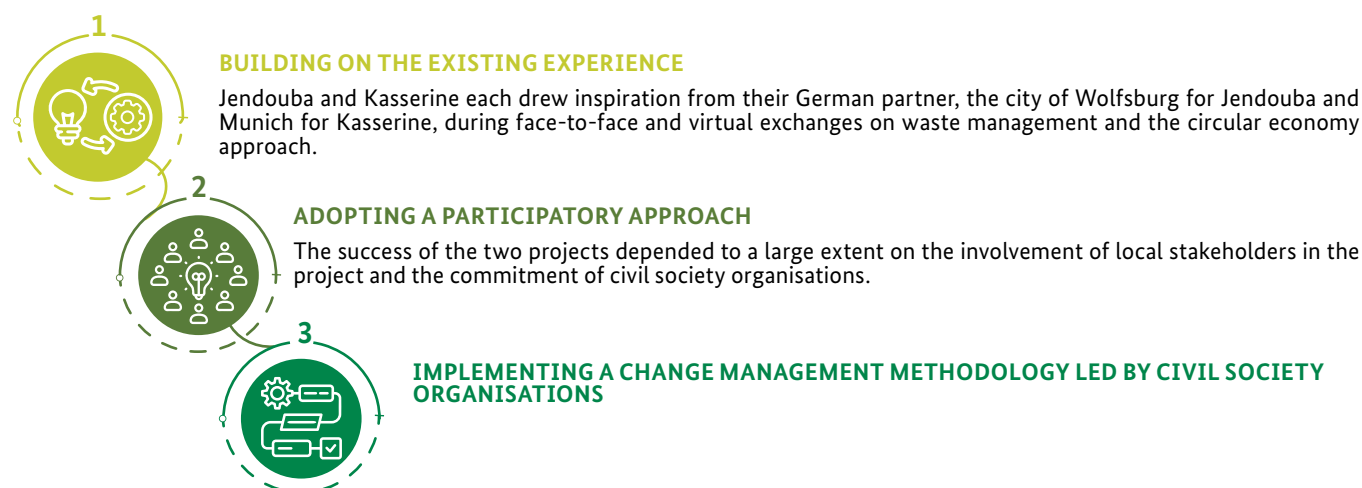 1
BUILDING ON THE EXISTING EXPERIENCE
Jendouba and Kasserine each drew inspiration from their German partner, the city of Wolfsburg for Jendouba and
Munich for Kasserine, during face-to-face and virtual exchanges on waste management and the circular economy
approach.
2
ADOPTING A PARTICIPATORY APPROACH
The success of the two projects depended to a large extent on the involvement of local stakeholders in the
project and the commitment of civil society organisations.
3
IMPLEMENTING A CHANGE MANAGEMENT METHODOLOGY LED BY CIVIL SOCIETY
ORGANISATIONS